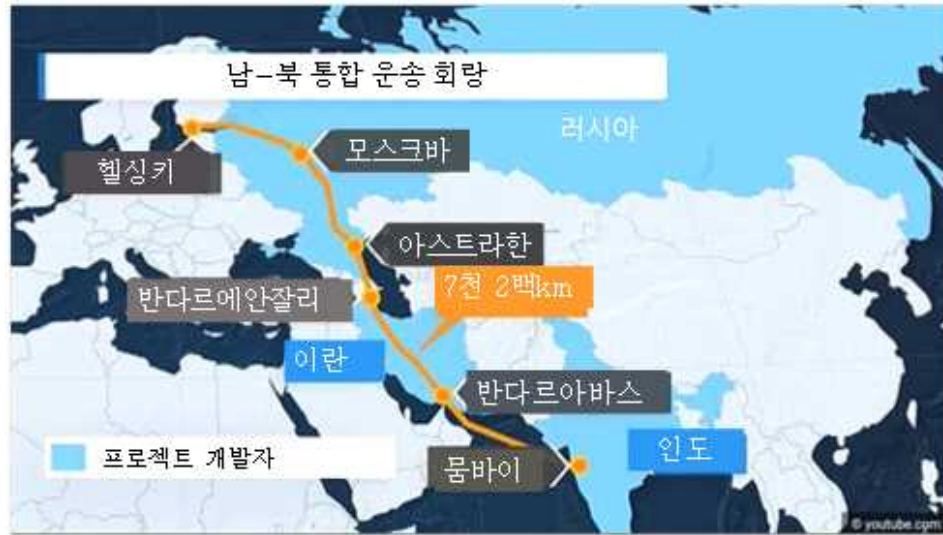 남-북 통합 운송 회랑
러시아
모스크바
헬싱키
아스트라한
7천 2백km
반다르에안잘리
이란
반다르아바스
인도
프로젝트 개발자
뭄바이
© youtube.com